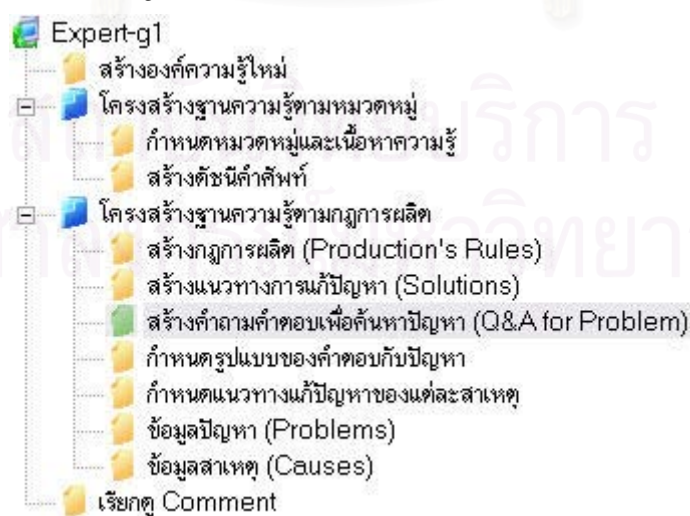 Expert-g1
สร้างองค์ความรู้ใหม่
โครงสร้างฐานความรู้ตามหมวดหมู่
กำหนดหมวดหมู่และเนื้อหาความรู้
สร้างดัชนีคำศัพท์
โครงสร้างฐานความรู้ตามกฎการผลิต
สร้างกฎการผลิต (Production's Rules)
สร้างแนวทางการแก้ปัญหา (Solutions)
สร้างคำถามคำตอบเพื่อค้นหาปัญหา (Q&A for Problem)
กำหนดรูปแบบของคำตอบกับปัญหา
กำหนดแนวทางแก้ปัญหาของแต่ละสาเหตุ
ข้อมูลปัญหา (Problems)
ข้อมูลสาเหตุ (Causes)
เรียกดู Comment